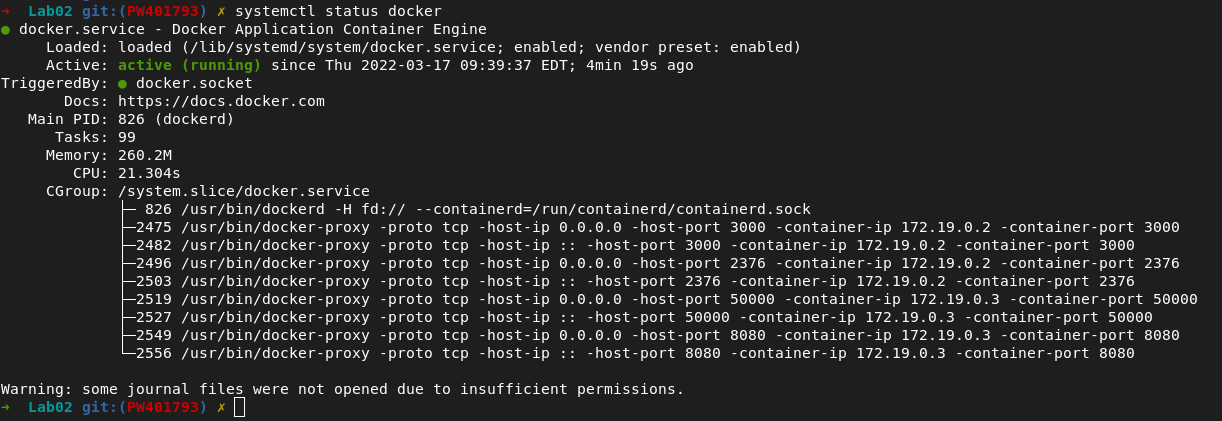 ➜  Lab02 git:(PW401793) ✗ systemctl status docker
● docker.service - Docker Application Container Engine
     Loaded: loaded (/lib/systemd/system/docker.service; enabled; vendor preset: enabled)
     Active: active (running) since Thu 2022-03-17 09:39:37 EDT; 4min 19s ago
TriggeredBy: ● docker.socket
       Docs: https://docs.docker.com
   Main PID: 826 (dockerd)
      Tasks: 99
     Memory: 260.2M
        CPU: 21.304s
     CGroup: /system.slice/docker.service
             ├─ 826 /usr/bin/dockerd -H fd:// --containerd=/run/containerd/containerd.sock
             ├─2475 /usr/bin/docker-proxy -proto tcp -host-ip 0.0.0.0 -host-port 3000 -container-ip 172.19.0.2 -container-port 3000
             ├─2482 /usr/bin/docker-proxy -proto tcp -host-ip :: -host-port 3000 -container-ip 172.19.0.2 -container-port 3000
             ├─2496 /usr/bin/docker-proxy -proto tcp -host-ip 0.0.0.0 -host-port 2376 -container-ip 172.19.0.2 -container-port 2376
             ├─2503 /usr/bin/docker-proxy -proto tcp -host-ip :: -host-port 2376 -container-ip 172.19.0.2 -container-port 2376
             ├─2519 /usr/bin/docker-proxy -proto tcp -host-ip 0.0.0.0 -host-port 50000 -container-ip 172.19.0.3 -container-port 50000
             ├─2527 /usr/bin/docker-proxy -proto tcp -host-ip :: -host-port 50000 -container-ip 172.19.0.3 -container-port 50000
             ├─2549 /usr/bin/docker-proxy -proto tcp -host-ip 0.0.0.0 -host-port 8080 -container-ip 172.19.0.3 -container-port 8080
             └─2556 /usr/bin/docker-proxy -proto tcp -host-ip :: -host-port 8080 -container-ip 172.19.0.3 -container-port 8080

Warning: some journal files were not opened due to insufficient permissions.
➜  Lab02 git:(PW401793) ✗